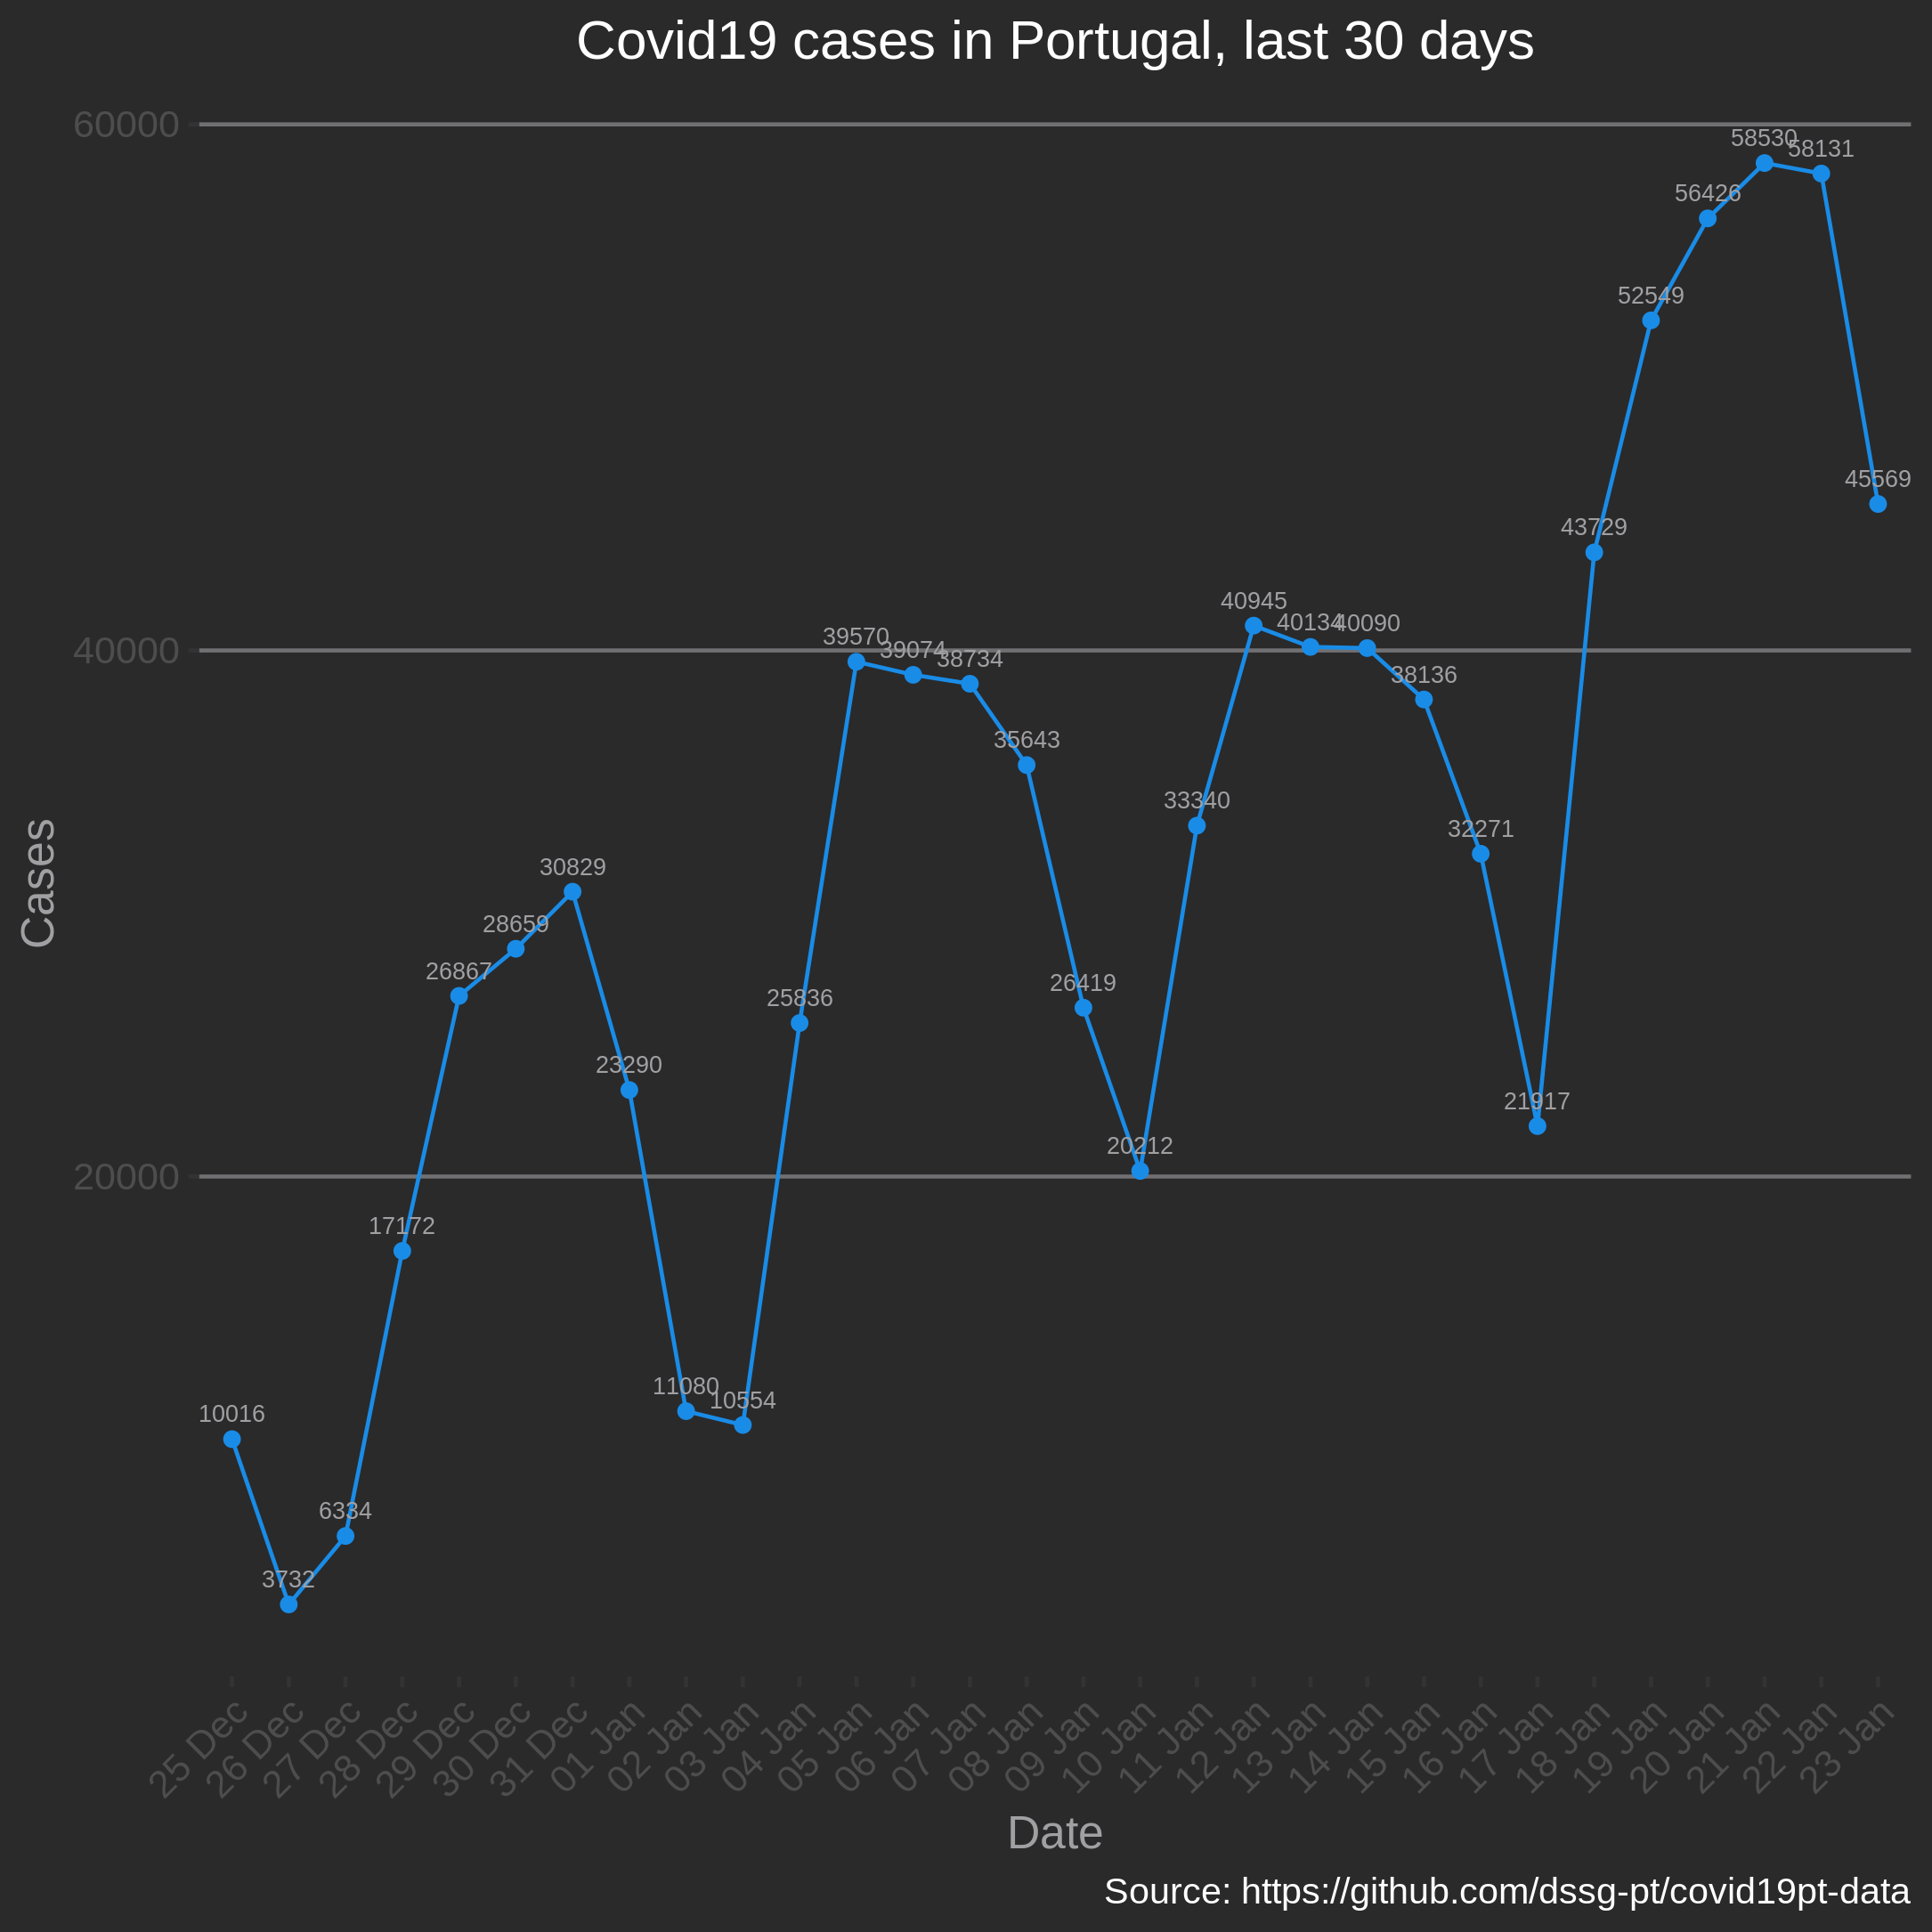 Covid19 cases in Portugal, last 30 days
60000
40000
20000
Cases
10016
3732
6334
17172
26867
28659
30829
23290
11080
10554
25836
39570
39074
38734
35643
26419
20212
33340
40945
40134
40090
38136
32271
21917
43729
52549
56426
58530
58131
45569
25 Dec
26 Dec
27 Dec
28 Dec
29 Dec
30 Dec
31 Dec
01 Jan
02 Jan
03 Jan
04 Jan
05 Jan
06 Jan
07 Jan
08 Jan
09 Jan
10 Jan
11 Jan
12 Jan
13 Jan
14 Jan
15 Jan
16 Jan
17 Jan
18 Jan
19 Jan
20 Jan
21 Jan
22 Jan
23 Jan
Date
Source: https://github.com/dssg-pt/covid19pt-data